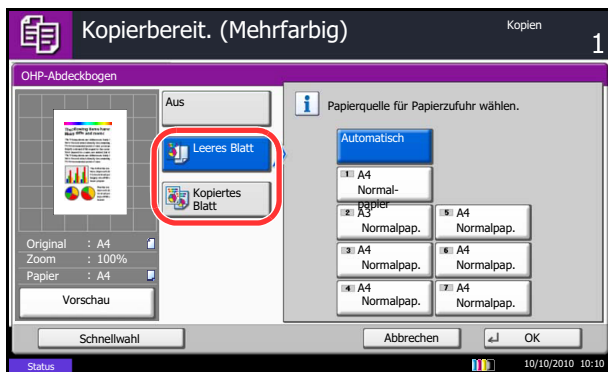 Kopierbereit. (Mehrfarbig)
Kopien
1
OHP-Abdeckbogen
Aus
Leeres Blatt
Kopiertes
Blatt
Original : A4
Zoom : 100%
Papier : A4
Vorschau
Papierquelle für Papierzufuhr wählen.
Automatisch
1 A4
Normal-
papier
2 A3
Normalpap.
3 A4
Normalpap.
4 A4
Normalpap.
5 A4
Normalpap.
6 A4
Normalpap.
7 A4
Normalpap.
Schnellwahl
Abbrechen
OK
Status
10/10/2010 10:10